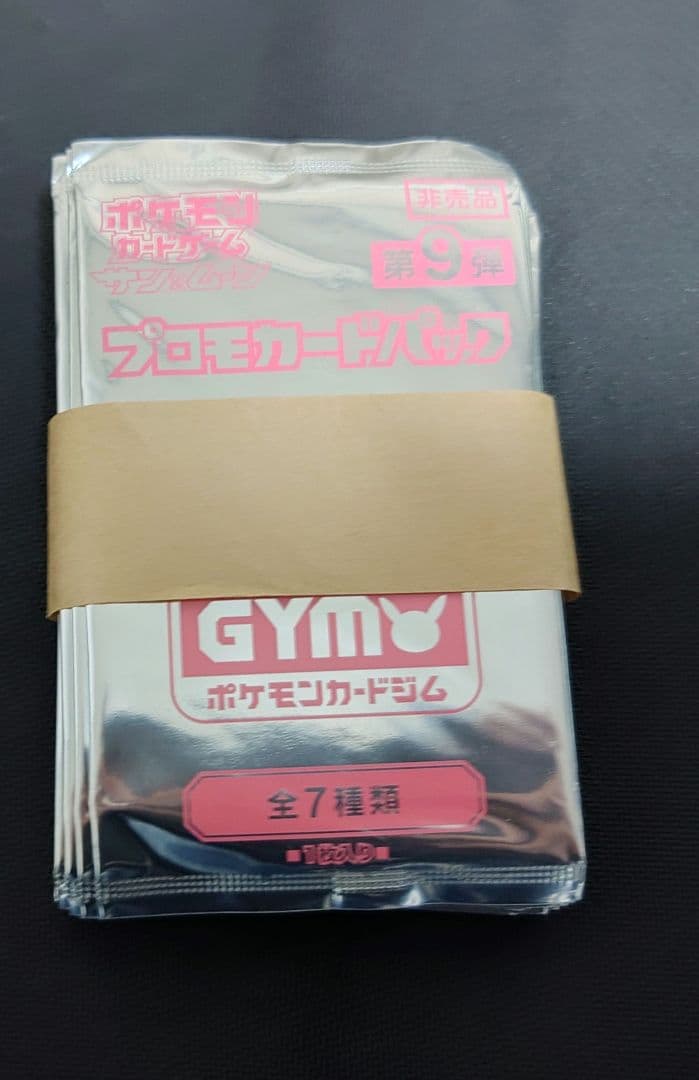 ポケモン
カードゲーム
サン&ムーン
非売品
第9弾
プロモカードパック
GYM
ポケモンカードジム
全7種類
■1枚入り■